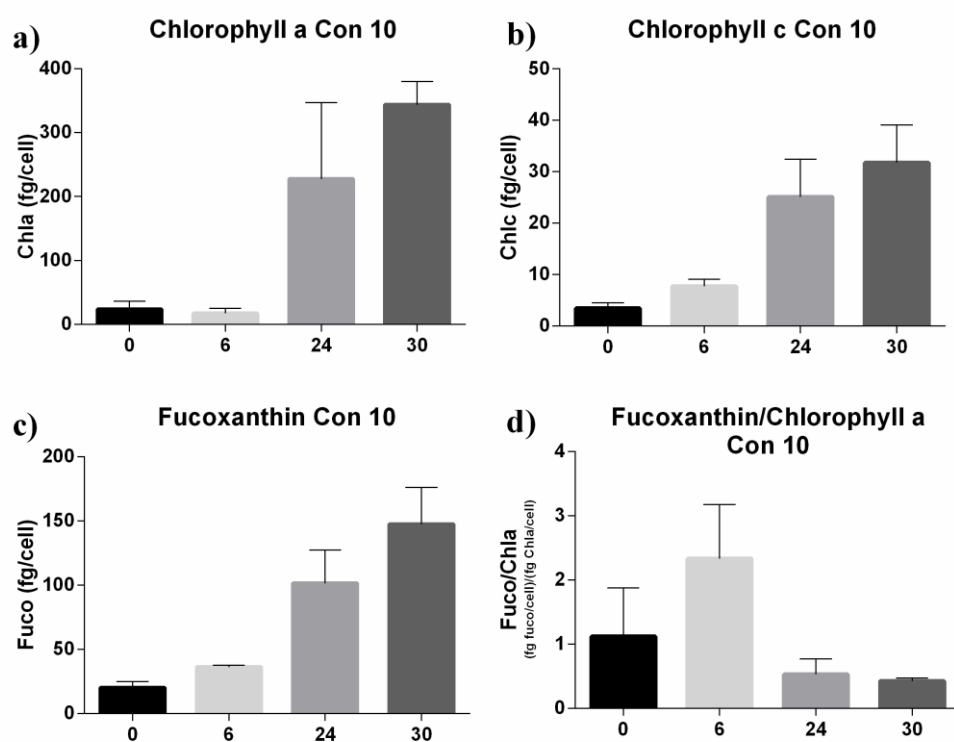 a)
Chlorophyll a Con 10
Chla (fg/cell)
400
300
200
100
0
0 6 24 30
b)
Chlorophyll c Con 10
Chlc (fg/cell)
50
40
30
20
10
0
0 6 24 30
c)
Fucoxanthin Con 10
Fuco (fg/cell)
200
150
100
50
0
0 6 24 30
d)
Fucoxanthin/Chlorophyll a
Con 10
Fuco/Chla
(fg fuco/cell)/(fg Chla/cell)
4
3
2
1
0
0 6 24 30